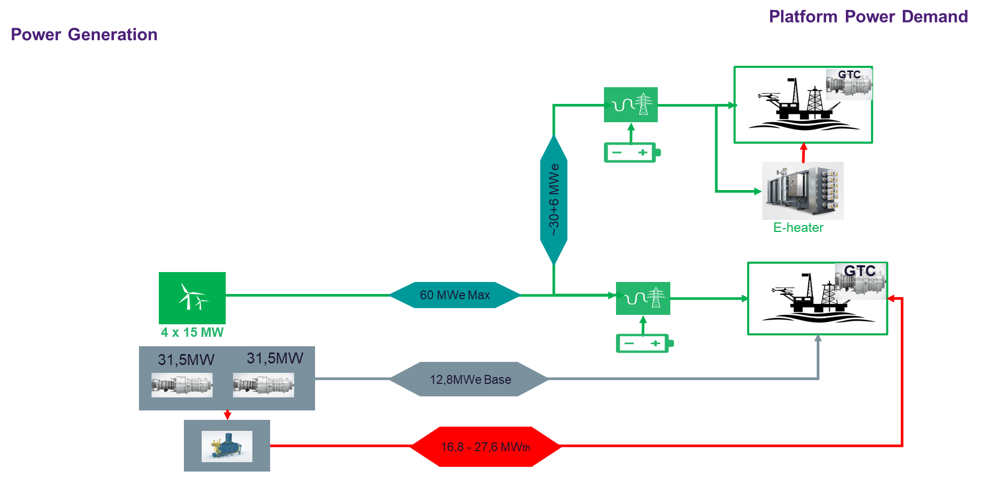 Platform Power Demand
Power Generation
GTC
~30+6 MWe
E-heater
GTC
60 MWe Max
4 x 15 MW
31,5MW
31,5MW
12,8MWe Base
16,8 - 27,6 MWth